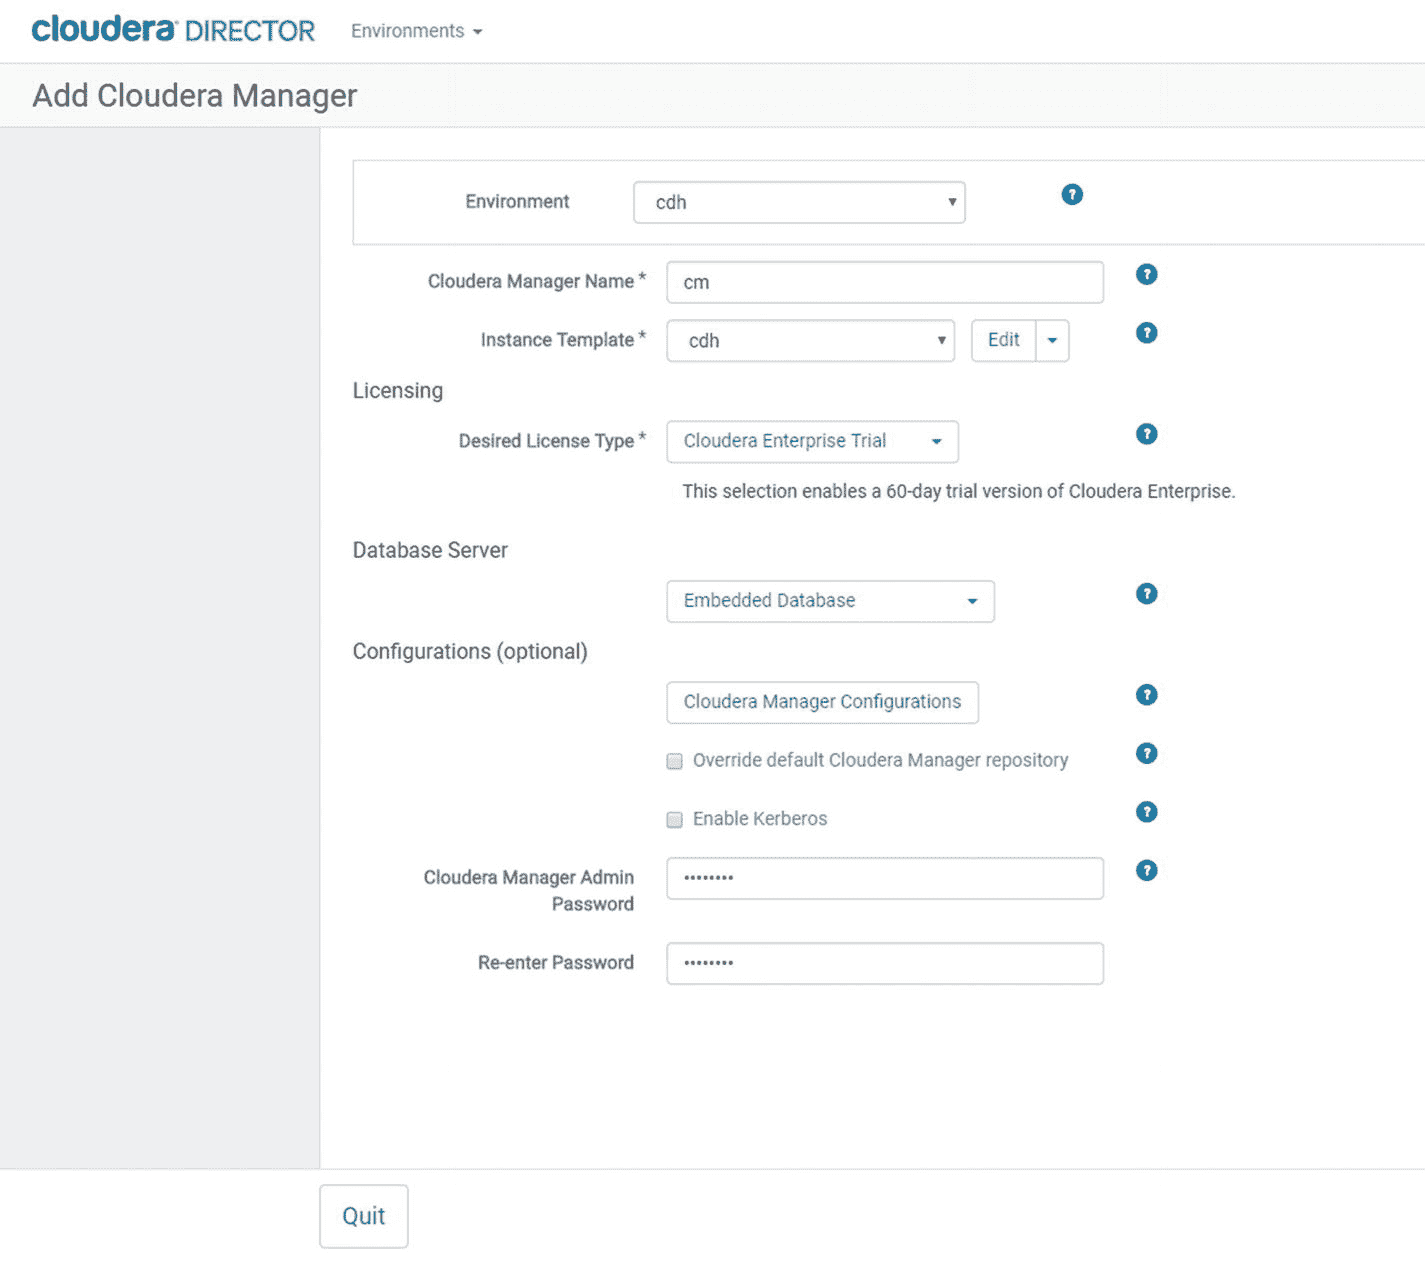 cloudera DIRECTOR Environments
Add Cloudera Manager
Environment cdh ?
Cloudera Manager Name * cm ?
Instance Template * cdh Edit ?
Licensing
Desired License Type * Cloudera Enterprise Trial ?
This selection enables a 60-day trial version of Cloudera Enterprise.
Database Server
Embedded Database ?
Configurations (optional)
Cloudera Manager Configurations ?
Override default Cloudera Manager repository ?
Enable Kerberos ?
Cloudera Manager Admin •••••••• ?
Password
Re-enter Password ••••••••
Quit